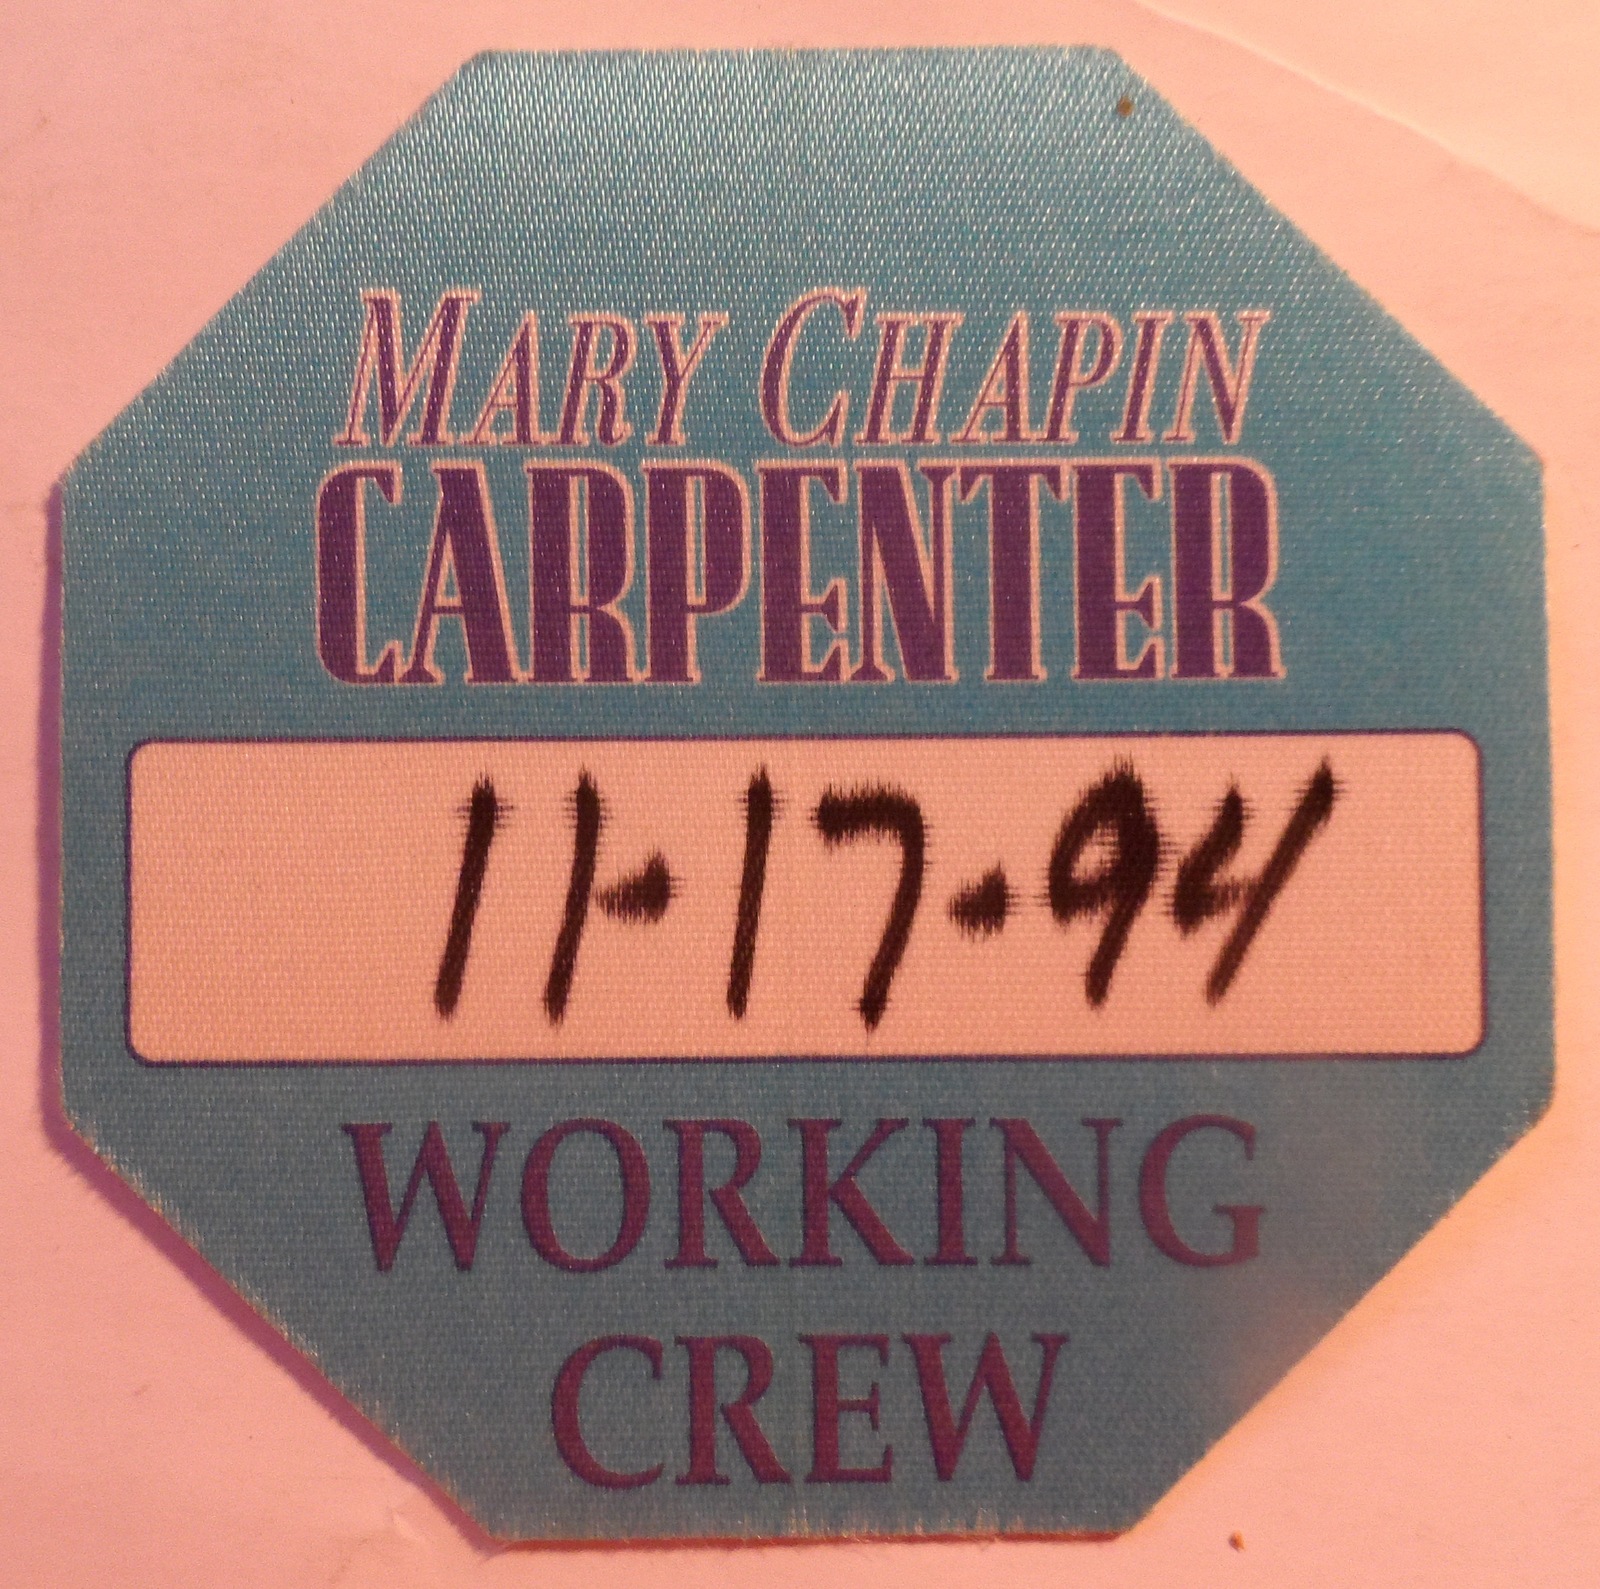 MARY CHAPIN
CARPENTER
11-17-94
WORKING
CREW